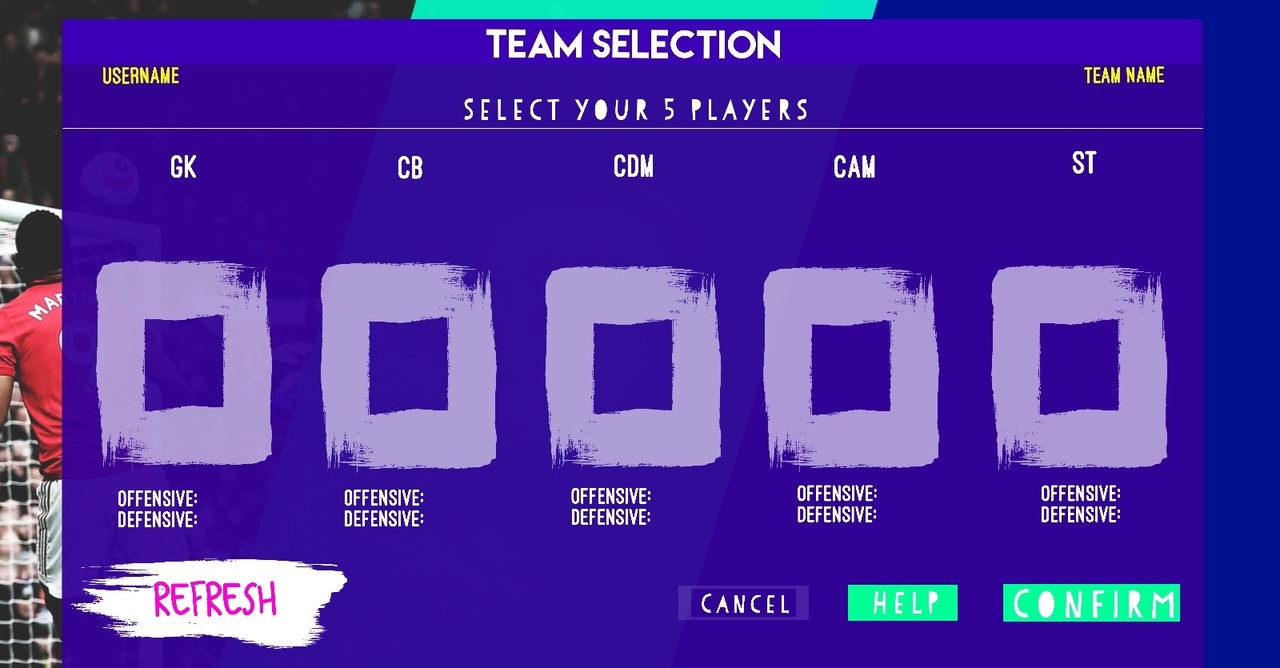 TEAM SELECTION
USERNAME
TEAM NAME
SELECT YOUR 5 PLAYERS
GK
CB
CDM
CAM
ST
OFFENSIVE:
DEFENSIVE:
OFFENSIVE:
DEFENSIVE:
OFFENSIVE:
DEFENSIVE:
OFFENSIVE:
DEFENSIVE:
OFFENSIVE:
DEFENSIVE:
REFRESH
CANCEL
HELP
CONFIRM